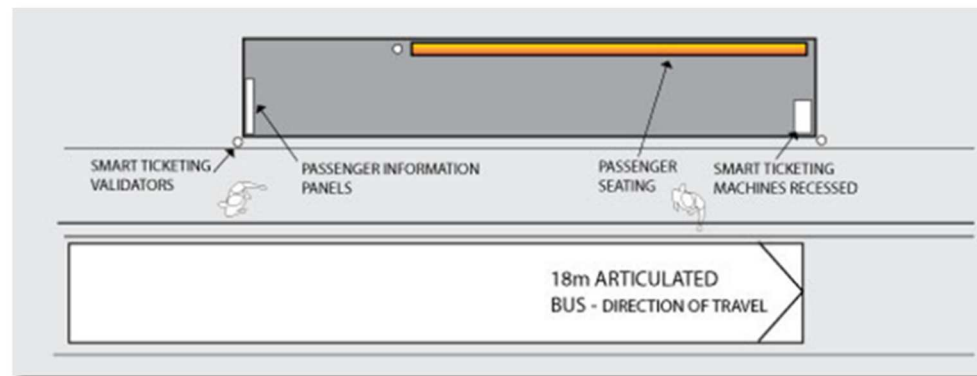 SMART TICKETING
VALIDATORS
PASSENGER INFORMATION
PANELS
PASSENGER
SEATING
SMART TICKETING
MACHINES RECESSED
18m ARTICULATED
BUS - DIRECTION OF TRAVEL